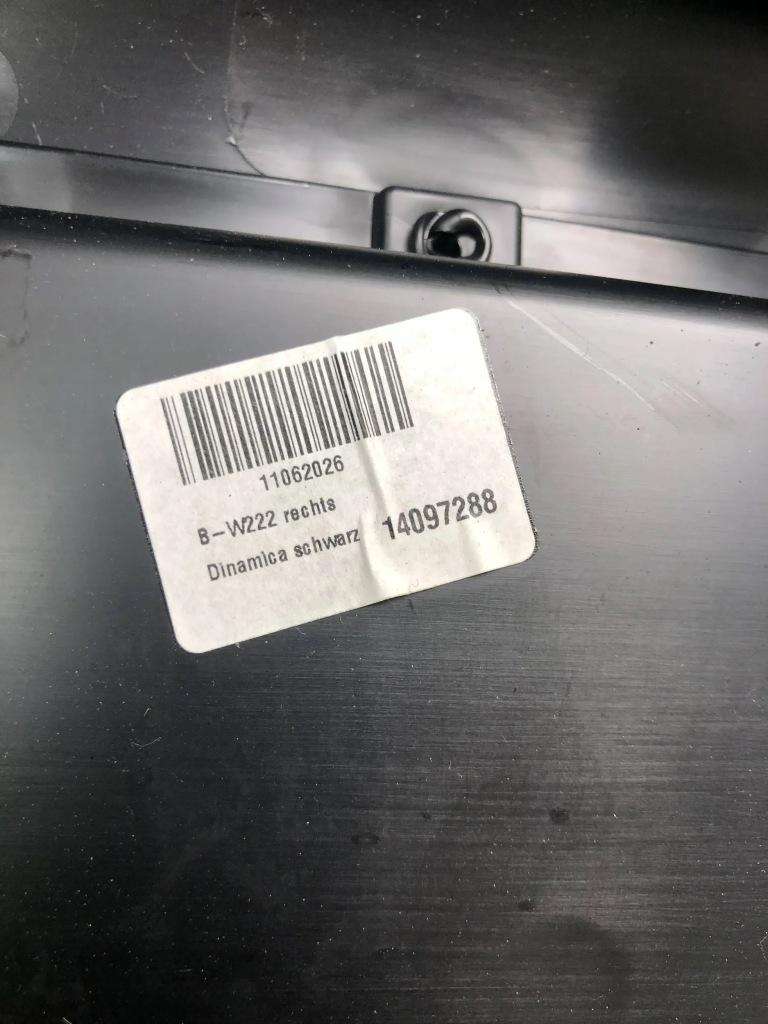 11062026
B-W222 rechts
Dinamica schwarz 14097288